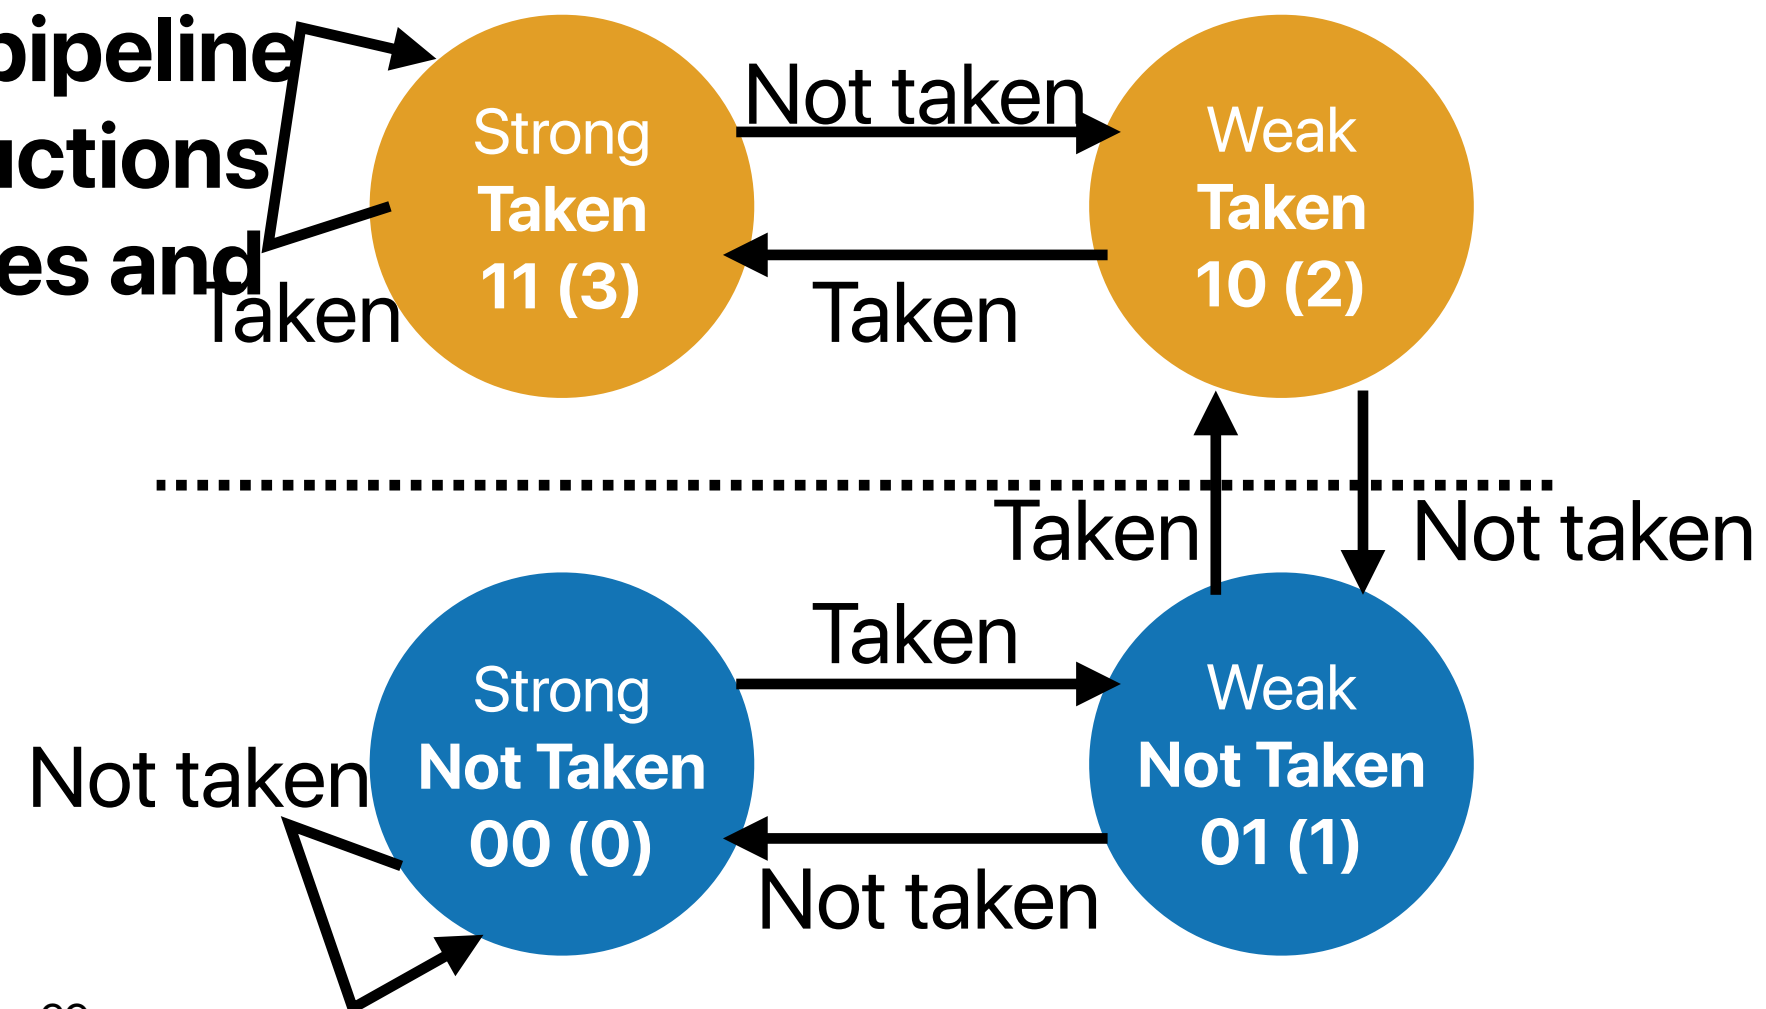 pipeline
uctions
es and
Taken
Strong
Taken
11 (3)
Not taken
Taken
Weak
Taken
10 (2)
Taken
Not taken
Strong
Not Taken
00 (0)
Not taken
Taken
Not taken
Weak
Not Taken
01 (1)